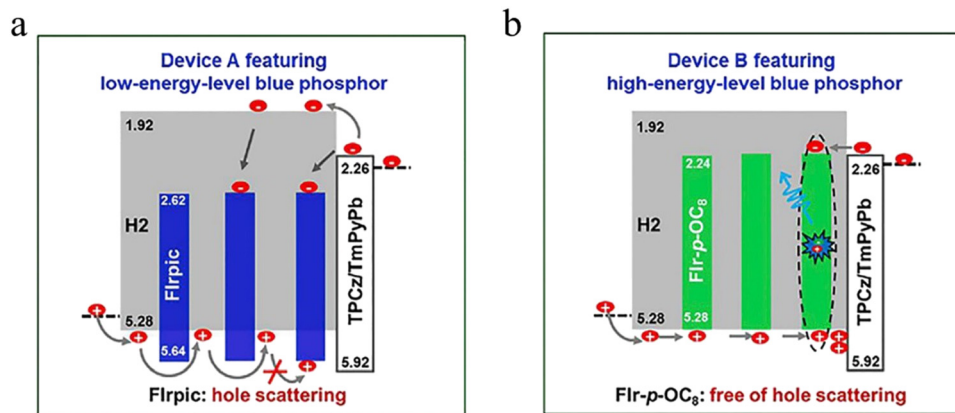 a
Device A featuring
low-energy-level blue phosphor
1.92
2.26
2.62
H2
FIrpic
TPCz/TmPyPb
5.28
5.64
5.92
FIrpic: hole scattering
b
Device B featuring
high-energy-level blue phosphor
1.92
2.24
2.26
H2
FIr-p-OC₈
TPCz/TmPyPb
5.28
5.28
5.92
FIr-p-OC₈: free of hole scattering